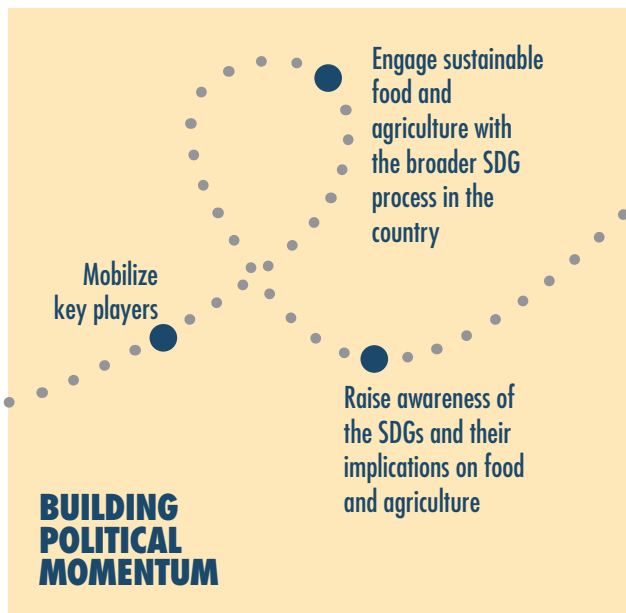 Engage sustainable
food and
agriculture with
the broader SDG
process in the
country
Mobilize
key players
Raise awareness of
the SDGs and their
implications on food
and agriculture
BUILDING
POLITICAL
MOMENTUM